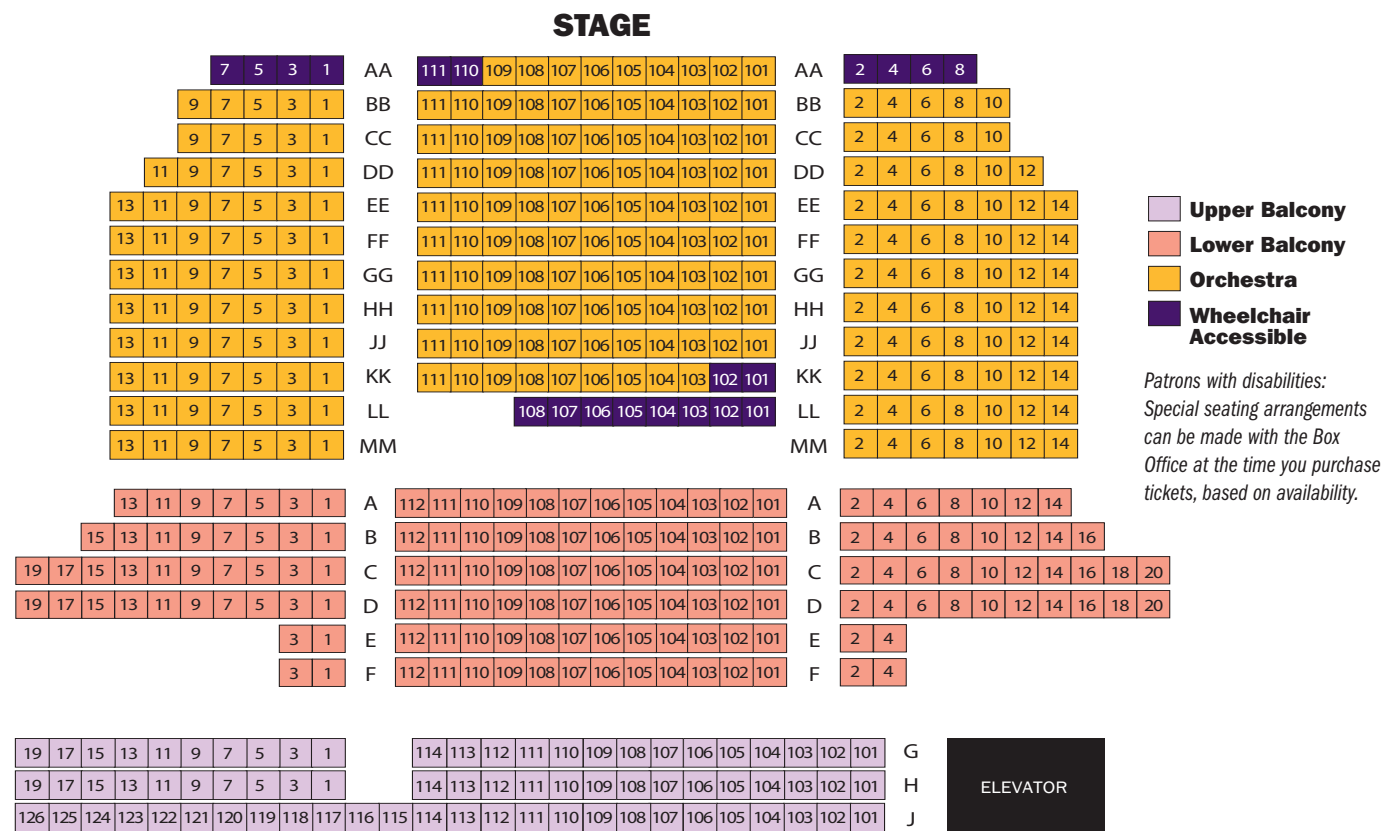 STAGE
7 5 3 1 AA 111 110 109 108 107 106 105 104 103 102 101 AA 2 4 6 8
9 7 5 3 1 BB 111 110 109 108 107 106 105 104 103 102 101 BB 2 4 6 8 10
9 7 5 3 1 CC 111 110 109 108 107 106 105 104 103 102 101 CC 2 4 6 8 10
11 9 7 5 3 1 DD 111 110 109 108 107 106 105 104 103 102 101 DD 2 4 6 8 10 12
13 11 9 7 5 3 1 EE 111 110 109 108 107 106 105 104 103 102 101 EE 2 4 6 8 10 12 14
13 11 9 7 5 3 1 FF 111 110 109 108 107 106 105 104 103 102 101 FF 2 4 6 8 10 12 14
13 11 9 7 5 3 1 GG 111 110 109 108 107 106 105 104 103 102 101 GG 2 4 6 8 10 12 14
13 11 9 7 5 3 1 HH 111 110 109 108 107 106 105 104 103 102 101 HH 2 4 6 8 10 12 14
13 11 9 7 5 3 1 JJ 111 110 109 108 107 106 105 104 103 102 101 JJ 2 4 6 8 10 12 14
13 11 9 7 5 3 1 KK 111 110 109 108 107 106 105 104 103 102 101 KK 2 4 6 8 10 12 14
13 11 9 7 5 3 1 LL 108 107 106 105 104 103 102 101 LL 2 4 6 8 10 12 14
13 11 9 7 5 3 1 MM MM 2 4 6 8 10 12 14
Upper Balcony
Lower Balcony
Orchestra
Wheelchair
Accessible
Patrons with disabilities:
Special seating arrangements
can be made with the Box
Office at the time you purchase
tickets, based on availability.
13 11 9 7 5 3 1 A 112 111 110 109 108 107 106 105 104 103 102 101 A 2 4 6 8 10 12 14
15 13 11 9 7 5 3 1 B 112 111 110 109 108 107 106 105 104 103 102 101 B 2 4 6 8 10 12 14 16
19 17 15 13 11 9 7 5 3 1 C 112 111 110 109 108 107 106 105 104 103 102 101 C 2 4 6 8 10 12 14 16 18 20
19 17 15 13 11 9 7 5 3 1 D 112 111 110 109 108 107 106 105 104 103 102 101 D 2 4 6 8 10 12 14 16 18 20
3 1 E 112 111 110 109 108 107 106 105 104 103 102 101 E 2 4
3 1 F 112 111 110 109 108 107 106 105 104 103 102 101 F 2 4
19 17 15 13 11 9 7 5 3 1 114 113 112 111 110 109 108 107 106 105 104 103 102 101 G
19 17 15 13 11 9 7 5 3 1 114 113 112 111 110 109 108 107 106 105 104 103 102 101 H
126 125 124 123 122 121 120 119 118 117 116 115 114 113 112 111 110 109 108 107 106 105 104 103 102 101 J
ELEVATOR